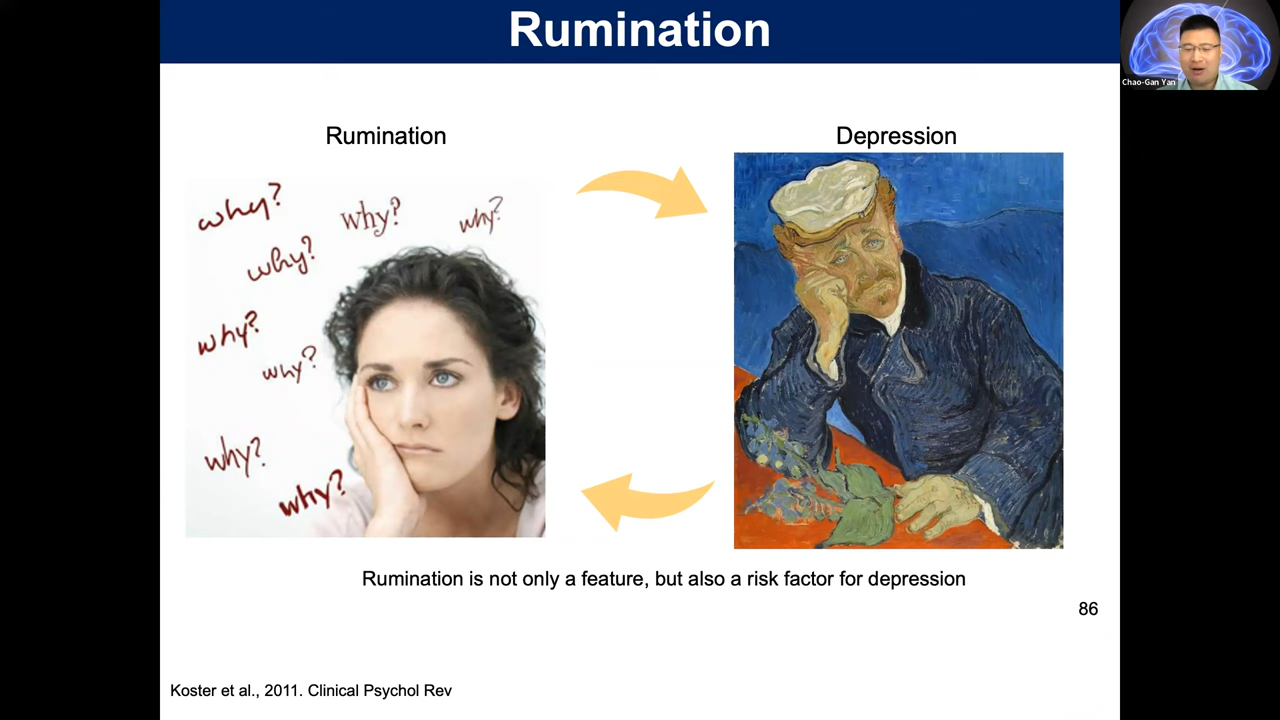 Rumination
Chao-Gan Yan
Rumination
Depression
why?
why?
why?
why?
why?
why?
why?
why?
Rumination is not only a feature, but also a risk factor for depression
86
Koster et al., 2011. Clinical Psychol Rev